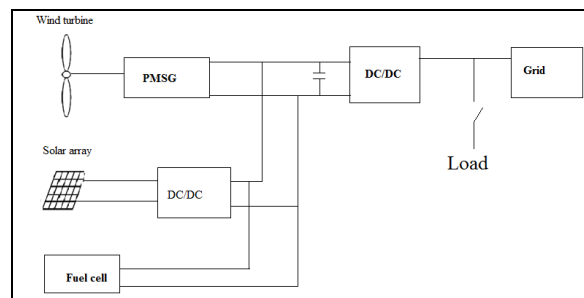 Wind turbine
PMSG
DC/DC
Grid
Load
Solar array
DC/DC
Fuel cell